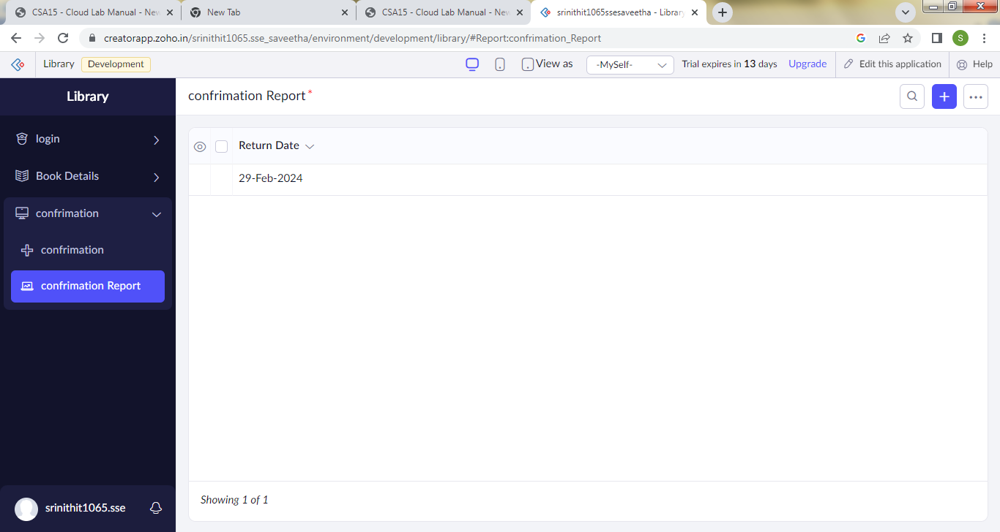 CSA15 - Cloud Lab Manual - New
New Tab
CSA15 - Cloud Lab Manual - New
srinithit1065ssesaveetha - Library
creatorapp.zoho.in/srinithit1065.sse_saveetha/environment/development/library/#Report:confrimation_Report
S
Library
Development
View as
-MySelf-
Trial expires in 13 days
Upgrade
Edit this application
Help
Library
confrimation Report *
login
Book Details
confrimation
confrimation
confrimation Report
Return Date
29-Feb-2024
Showing 1 of 1
srinithit1065.sse